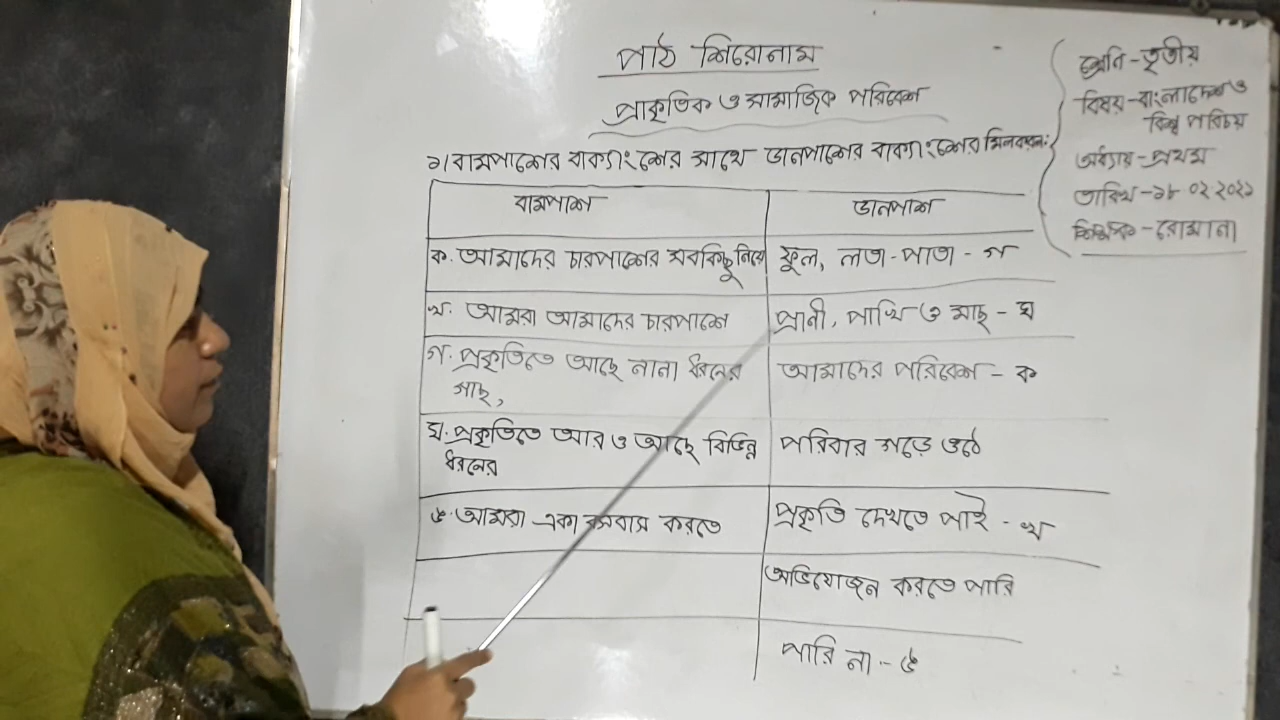 পাঠ শিরোনাম
প্রাকৃতিক ও সামাজিক পরিবেশ
শ্রেণি - তৃতীয়
বিষয় - বাংলাদেশ ও
বিশ্ব পরিচয়
অধ্যায় - প্রথম
তারিখ - ১৮.০২.২০২১
শিক্ষক - রোমানা
১। বামপাশের বাক্যাংশের সাথে ডানপাশের বাক্যাংশের মিলকরন:
বামপাশ
ডানপাশ
ক. আমাদের চারপাশের সবকিছু নিয়ে
ফুল, লতা-পাতা - গ
খ. আমরা আমাদের চারপাশে
প্রানী, পাখি ও মাছ - ঘ
গ. প্রকৃতিতে আছে নানা ধরনের
গাছ,
আমাদের পরিবেশ - ক
ঘ. প্রকৃতিতে আর ও আছে বিভিন্ন
ধরনের
পরিবার গড়ে ওঠে
ঙ. আমরা একা বসবাস করতে
প্রকৃতি দেখতে পাই - খ
অভিযোজন করতে পারি
পারি না - ঙ